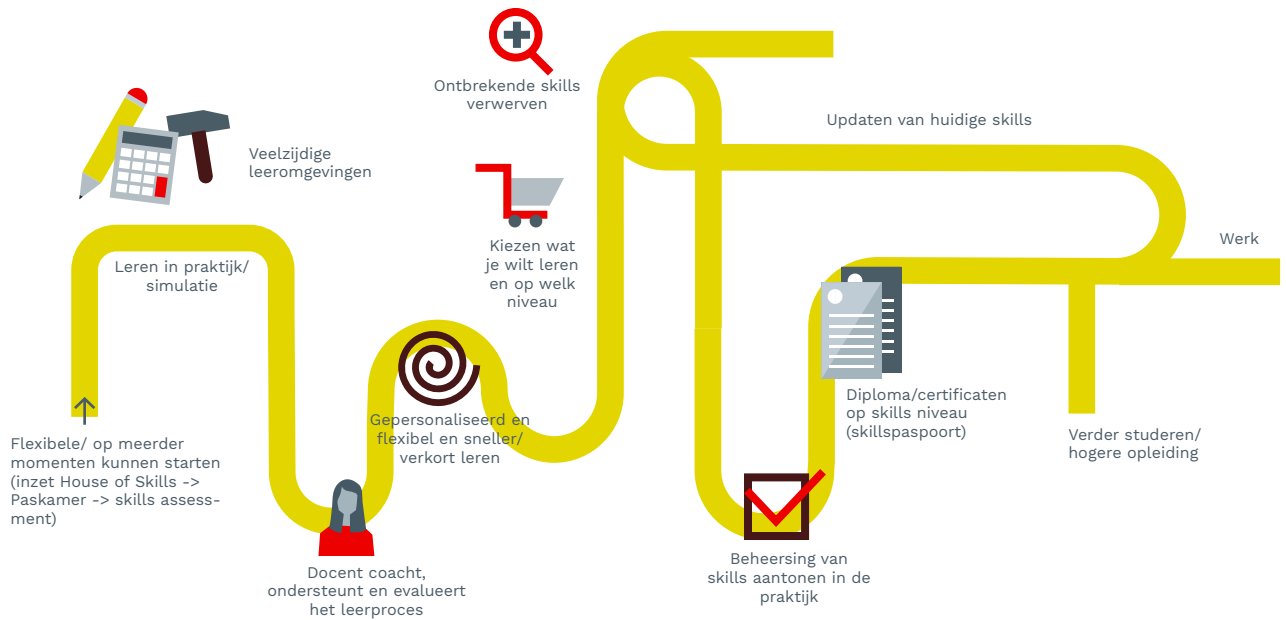 Flexibele/ op meerder
momenten kunnen starten
(inzet House of Skills ->
Paskamer -> skills assess-
ment)
Leren in praktijk/
simulatie
Veelzijdige
leeromgevingen
Docent coacht,
ondersteunt en evalueert
het leerproces
Gepersonaliseerd en
flexibel en sneller/
verkort leren
Ontbrekende skills
verwerven
Kiezen wat
je wilt leren
en op welk
niveau
Beheersing van
skills aantonen in de
praktijk
Diploma/certificaten
op skills niveau
(skillspaspoort)
Updaten van huidige skills
Werk
Verder studeren/
hogere opleiding